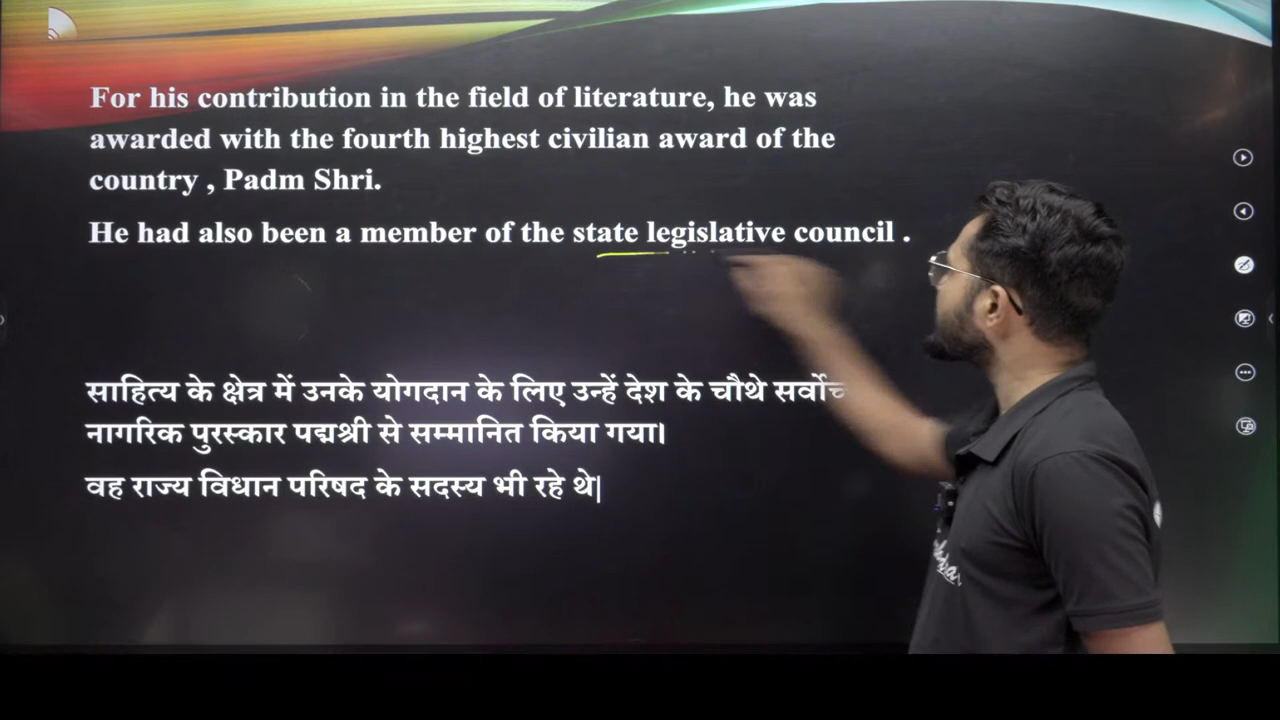 For his contribution in the field of literature, he was
awarded with the fourth highest civilian award of the
country , Padm Shri.
He had also been a member of the state legislative council .
साहित्य के क्षेत्र में उनके योगदान के लिए उन्हें देश के चौथे
नागरिक पुरस्कार पद्मश्री से सम्मानित किया गया।
वह राज्य विधान परिषद के सदस्य भी रहे थे|